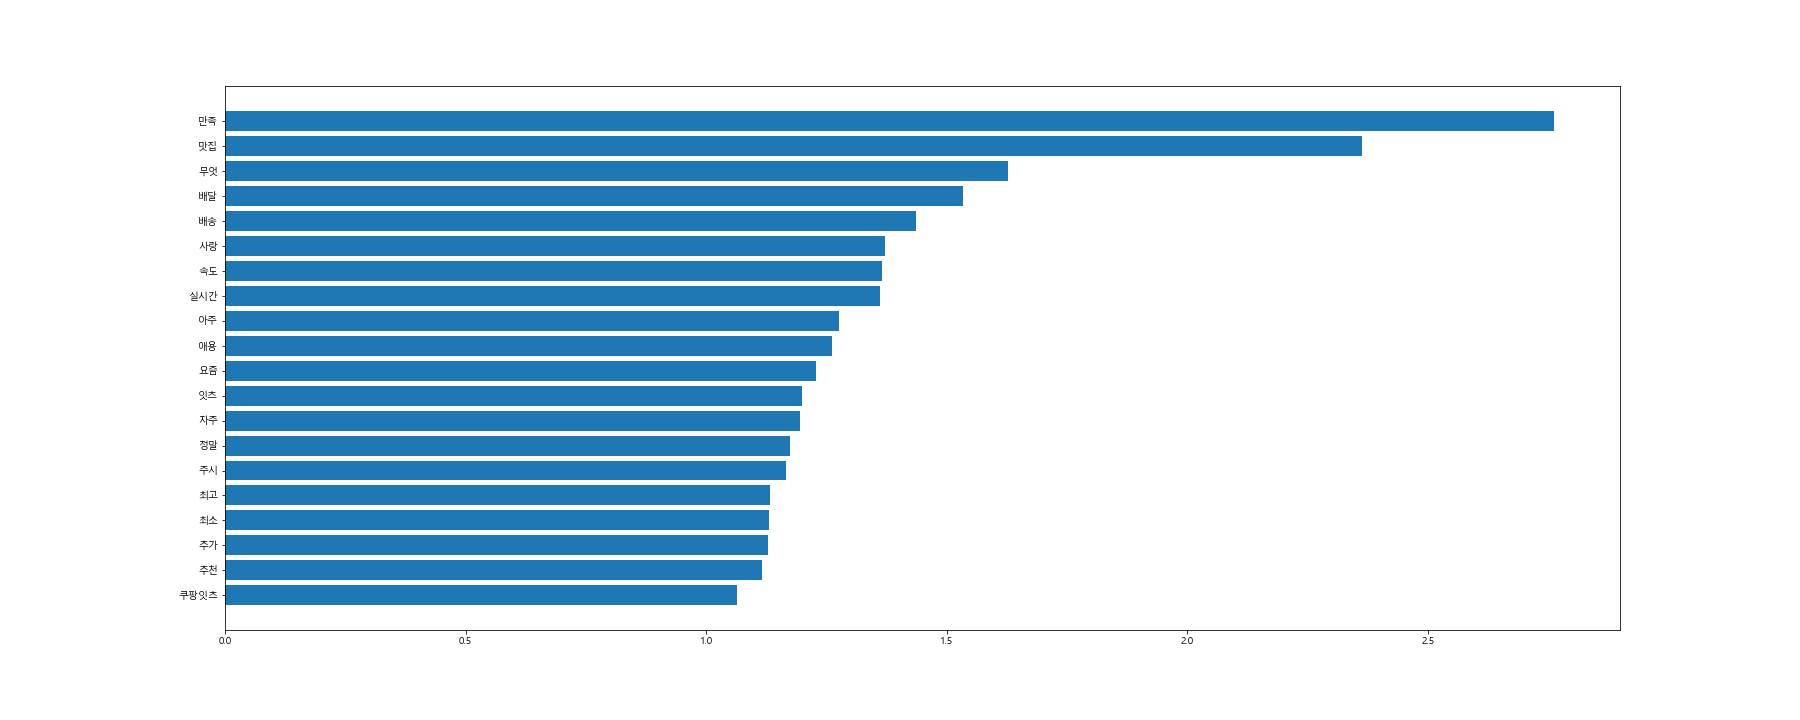 만족
맛집
무엇
배달
배송
사랑
속도
실시간
아주
애용
요즘
잇츠
자주
정말
주시
최고
최소
추가
추천
쿠팡잇츠
0.0 0.5 1.0 1.5 2.0 2.5